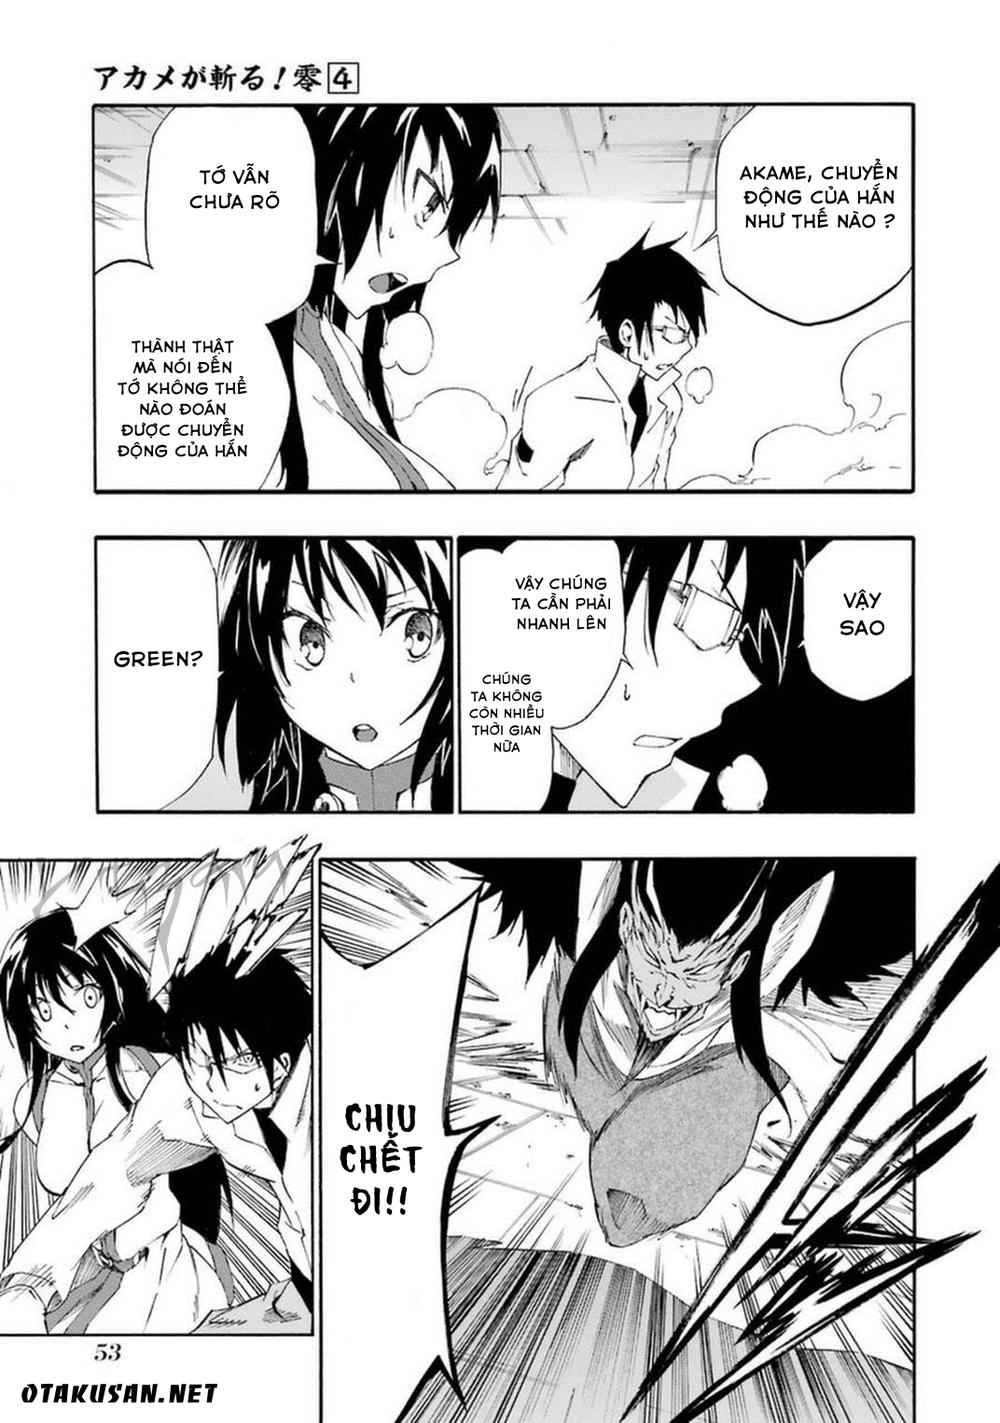 アカメが斬る!零4
AKAME, CHUYỂN
ĐỘNG CỦA HẮN
NHƯ THẾ NÀO ?
TỚ VẪN
CHƯA RÕ
THÀNH THẬT
MÀ NÓI ĐẾN
TỚ KHÔNG THỂ
NÀO ĐOÁN
ĐƯỢC CHUYỂN
ĐỘNG CỦA HẮN
VẬY
SAO
VẬY CHÚNG
TA CẦN PHẢI
NHANH LÊN
CHÚNG
TA KHÔNG
CÒN NHIỀU
THỜI GIAN
NỮA
GREEN?
CHỊU
CHẾT
ĐI!!
53
OTAKUSAN.NET